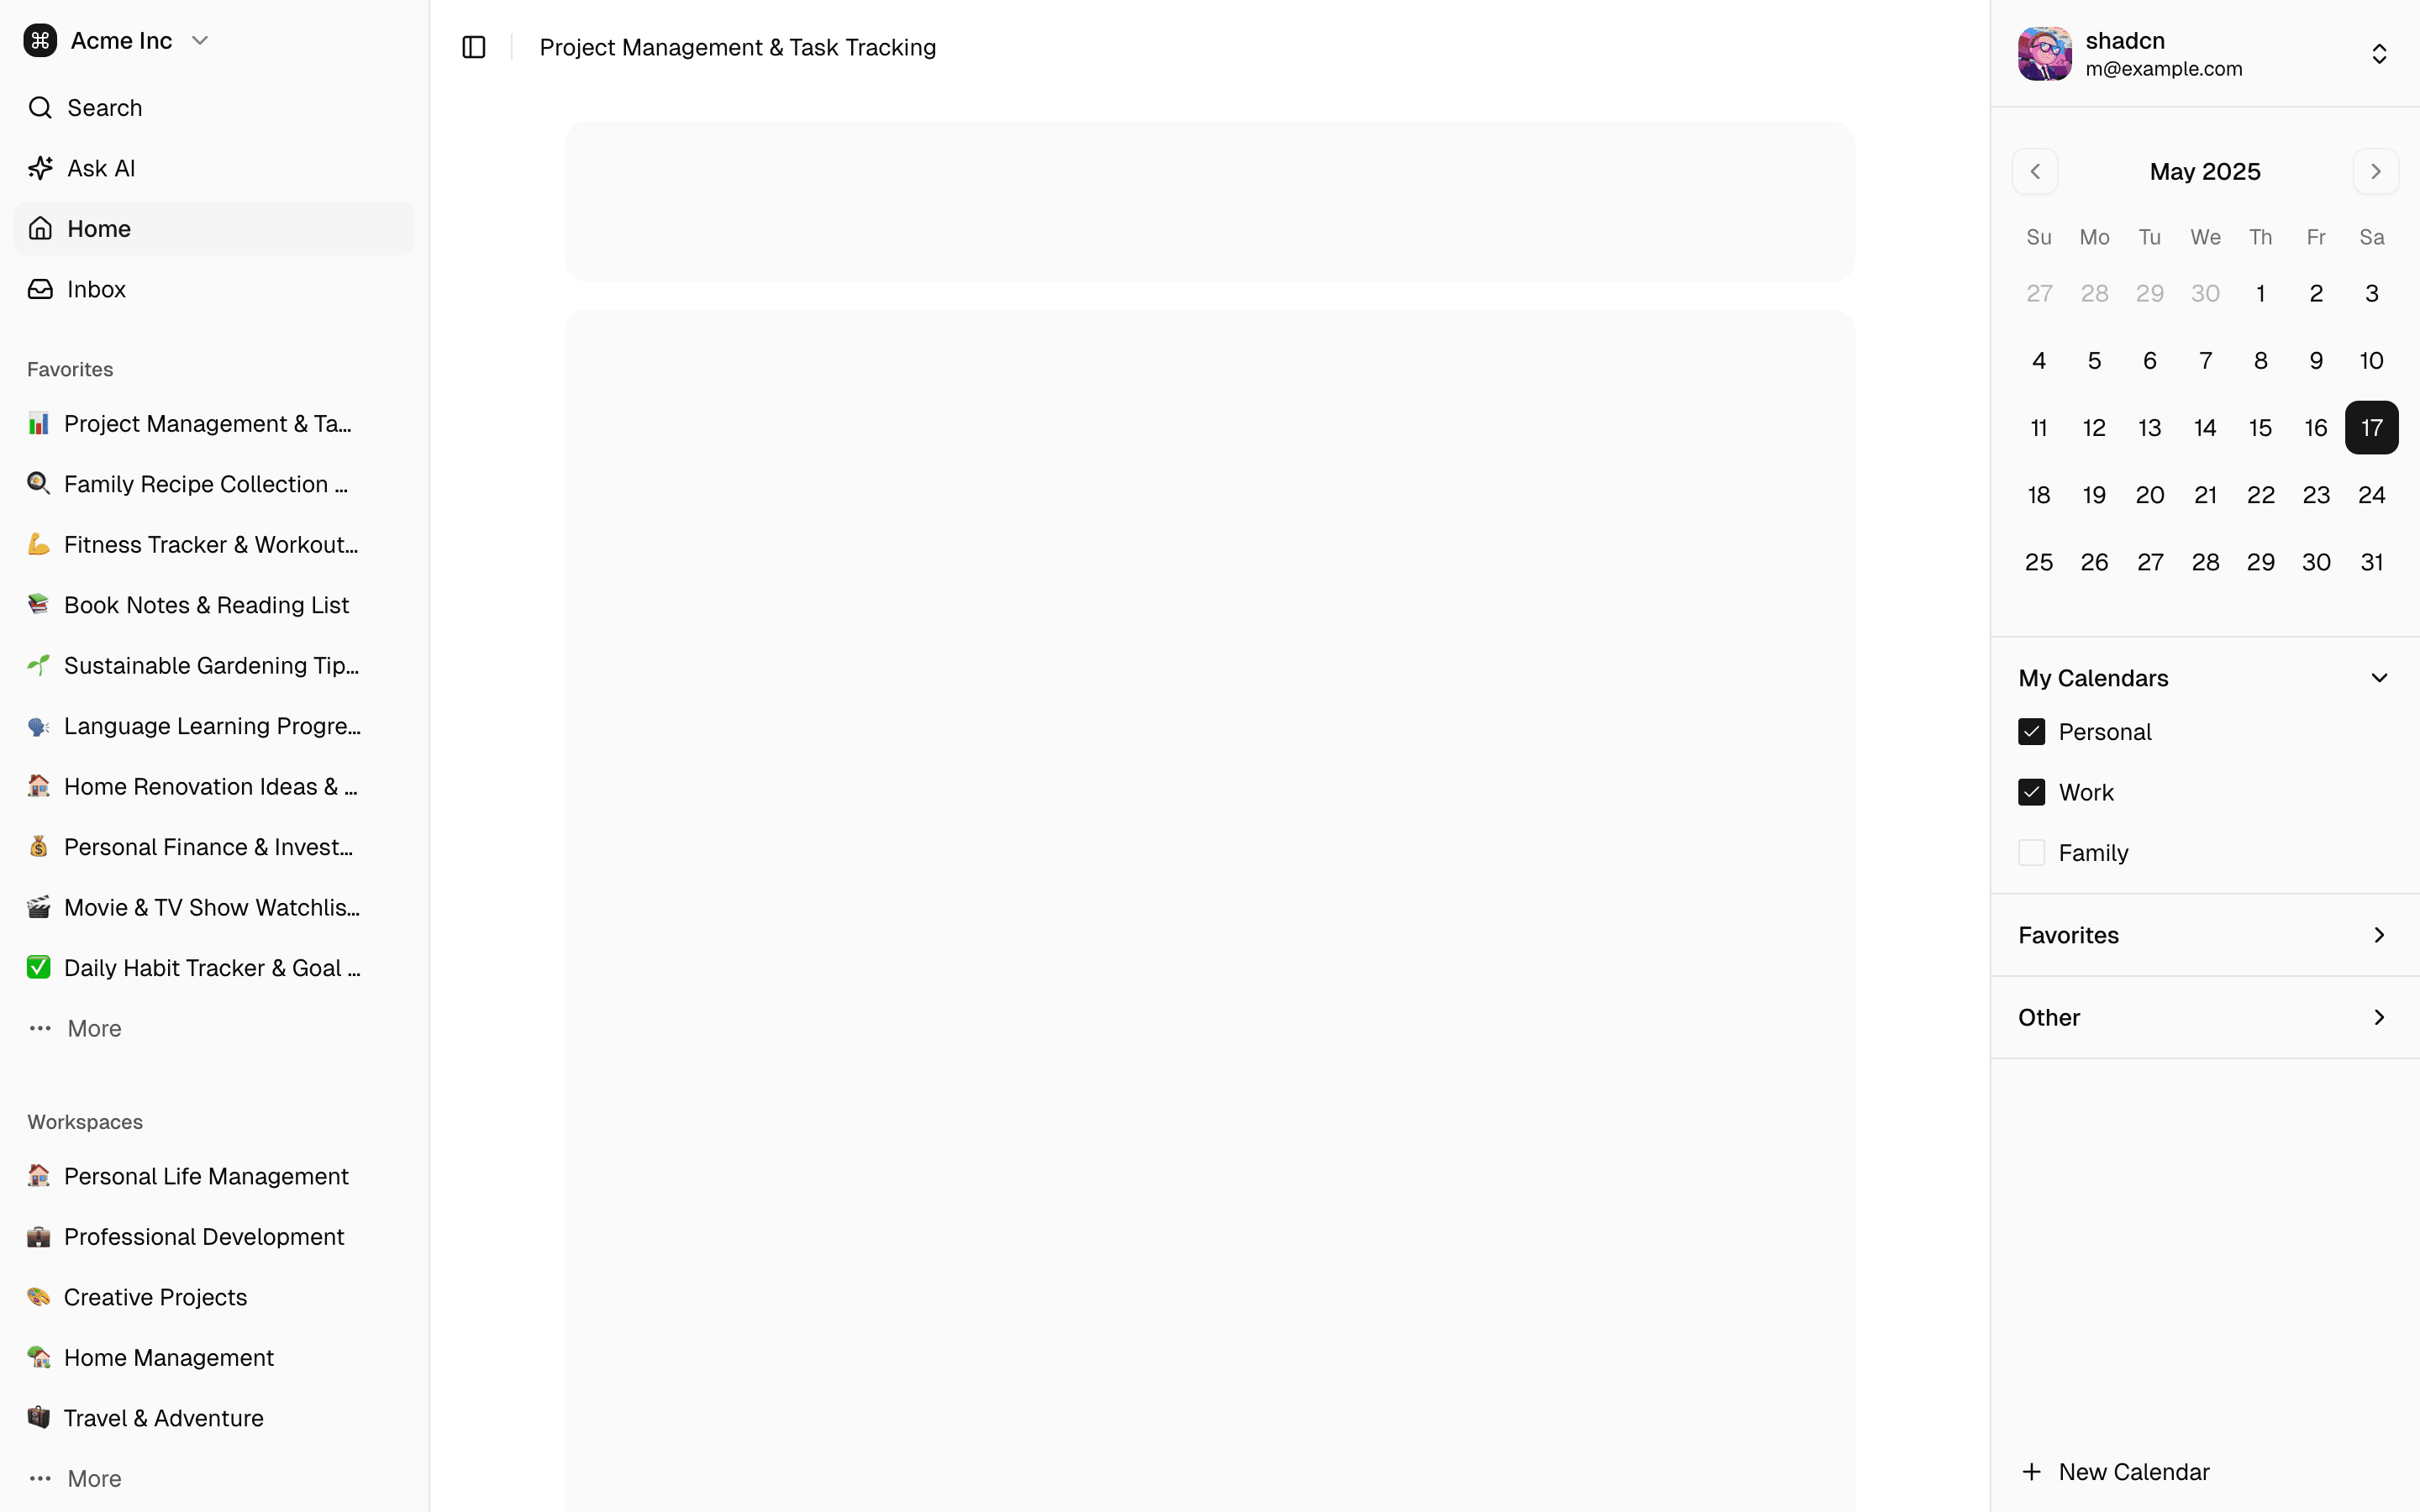 Acme Inc
Search
Ask AI
Home
Inbox
Favorites
Project Management & Ta...
Family Recipe Collection ...
Fitness Tracker & Workout...
Book Notes & Reading List
Sustainable Gardening Tip...
Language Learning Progre...
Home Renovation Ideas & ...
Personal Finance & Invest...
Movie & TV Show Watchlis...
Daily Habit Tracker & Goal ...
More
Workspaces
Personal Life Management
Professional Development
Creative Projects
Home Management
Travel & Adventure
More
Project Management & Task Tracking
shadcn
m@example.com
May 2025
Su Mo Tu We Th Fr Sa
27 28 29 30 1 2 3
4 5 6 7 8 9 10
11 12 13 14 15 16 17
18 19 20 21 22 23 24
25 26 27 28 29 30 31
My Calendars
Personal
Work
Family
Favorites
Other
New Calendar